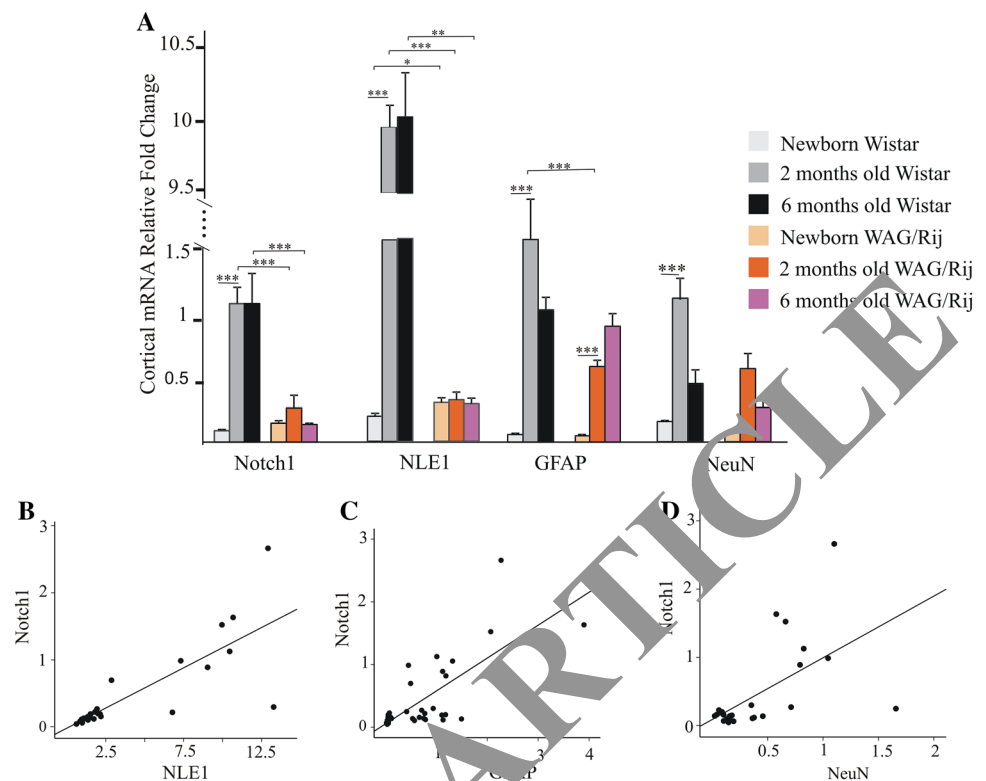 A
Cortical mRNA Relative Fold Change
10.5
10
9.5
1.5
1
0.5
***
***
***
***
*
***
**
***
***
***
***
Notch1
NLE1
GFAP
NeuN
Newborn Wistar
2 months old Wistar
6 months old Wistar
Newborn WAG/Rij
2 months old WAG/Rij
6 months old WAG/Rij
B
Notch1
3
2
1
0
2.5 7.5 12.5
NLE1
C
Notch1
3
2
1
0
3 4
D
Notch1
3
2
1
0
0.5 1 1.5 2
NeuN
ARTICLE